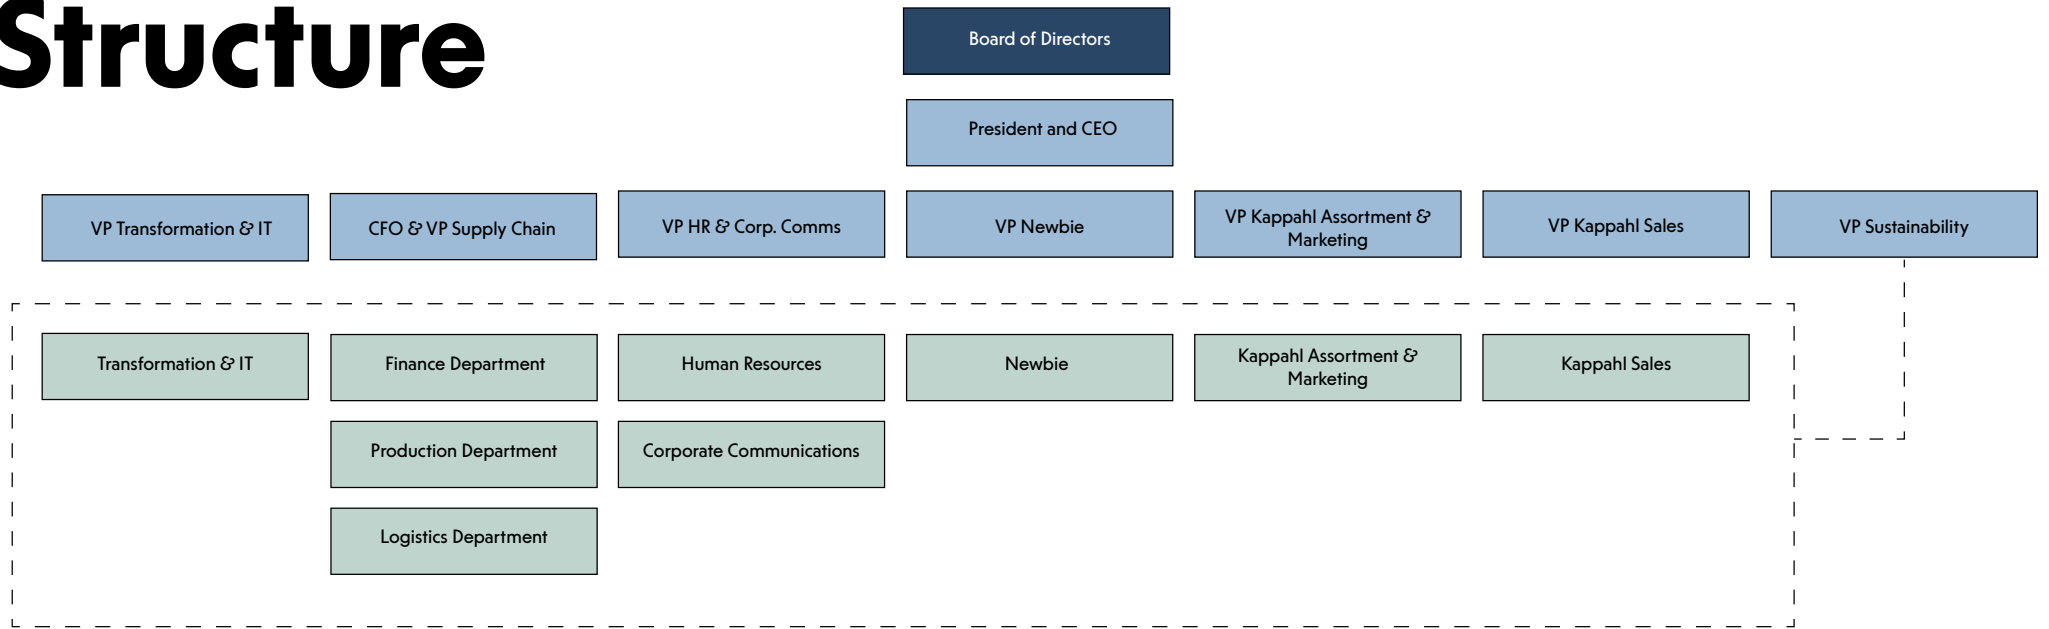 Structure
Board of Directors
President and CEO
VP Transformation & IT
CFO & VP Supply Chain
VP HR & Corp. Comms
VP Newbie
VP Kappahl Assortment &
Marketing
VP Kappahl Sales
VP Sustainability
Transformation & IT
Finance Department
Human Resources
Newbie
Kappahl Assortment &
Marketing
Kappahl Sales
Production Department
Corporate Communications
Logistics Department